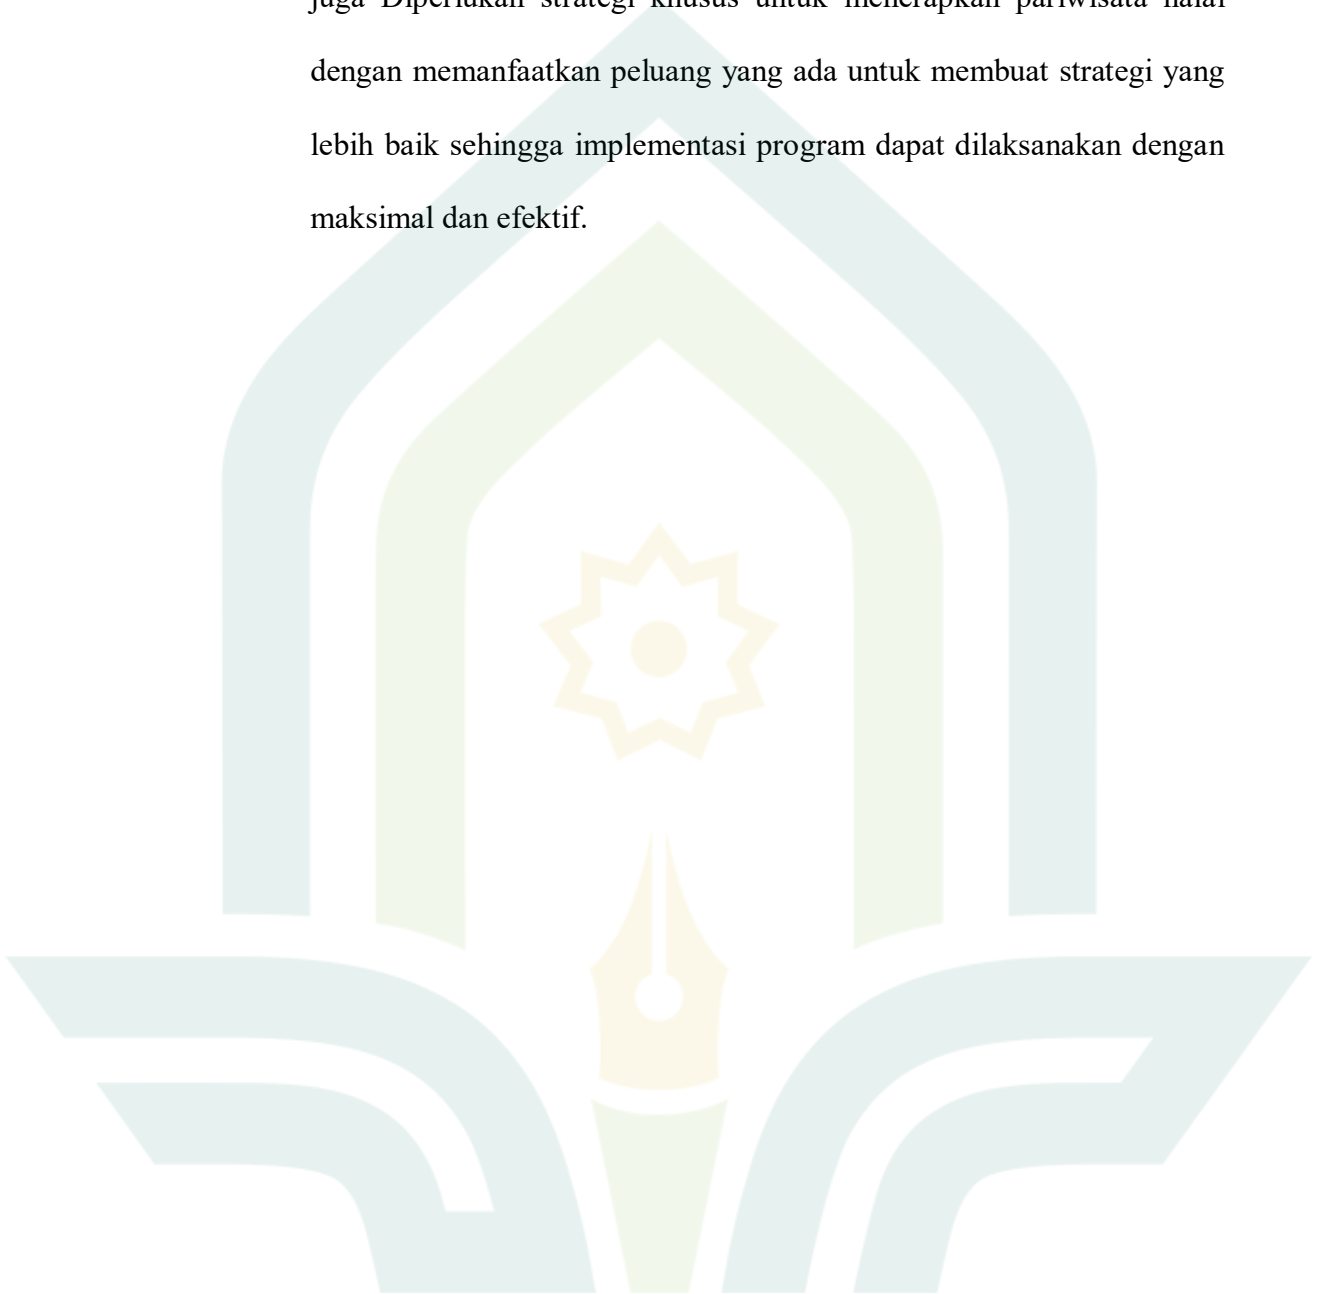 juga Diperlukan strategi khusus untuk menerapkan pariwisata halal
dengan memanfaatkan peluang yang ada untuk membuat strategi yang
lebih baik sehingga implementasi program dapat dilaksanakan dengan
maksimal dan efektif.